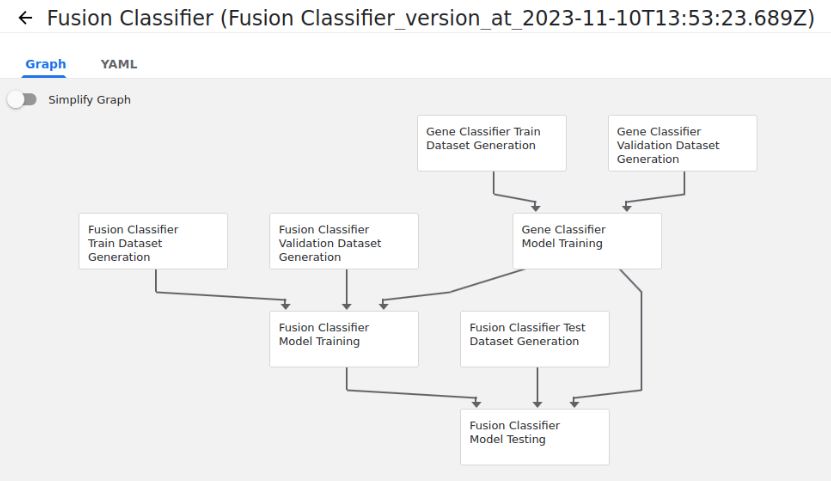 Fusion Classifier (Fusion Classifier_version_at_2023-11-10T13:53:23.689Z)
Graph
YAML
Simplify Graph
Gene Classifier Train
Dataset Generation
Gene Classifier
Validation Dataset
Generation
Fusion Classifier
Train Dataset
Generation
Fusion Classifier
Validation Dataset
Generation
Gene Classifier
Model Training
Fusion Classifier
Model Training
Fusion Classifier Test
Dataset Generation
Fusion Classifier
Model Testing